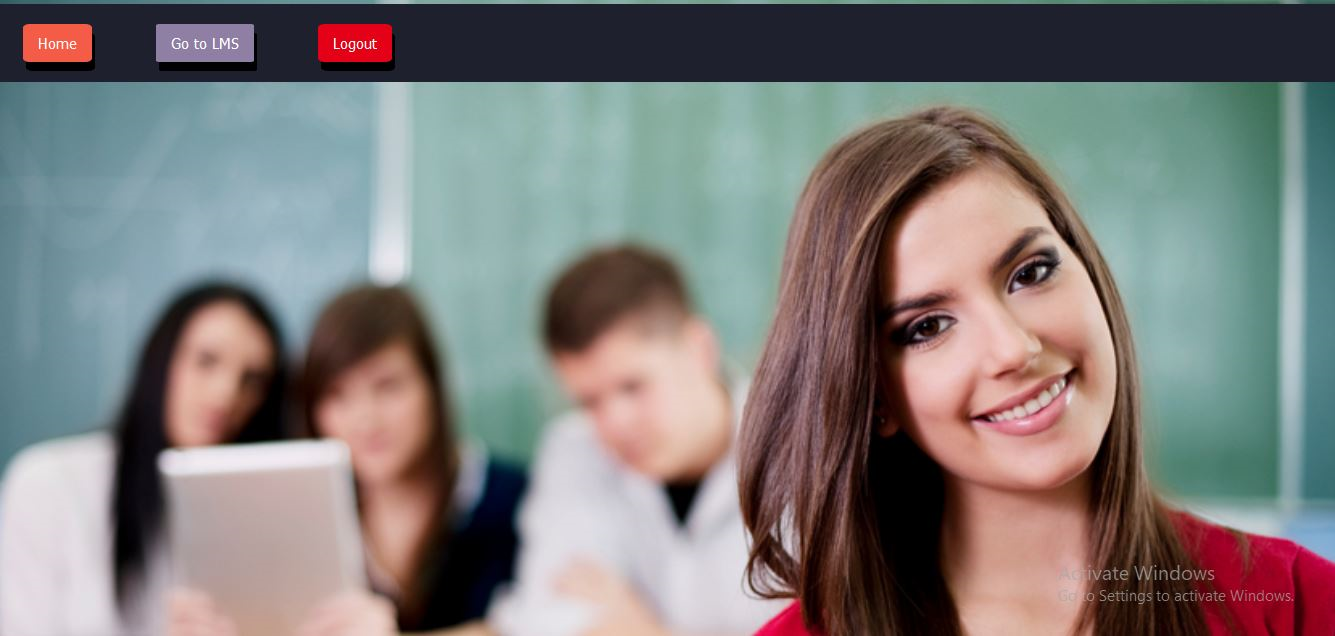 Home
Go to LMS
Logout
Activate Windows
Go to Settings to activate Windows.